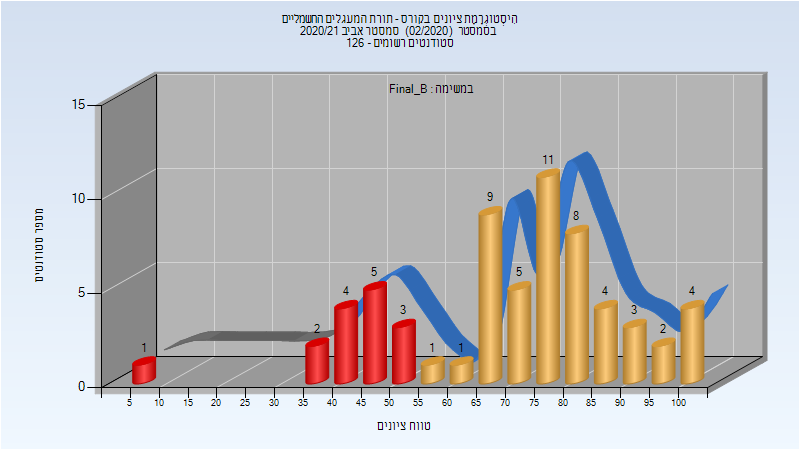 היסטוגרמת ציונים בקורס - תורת המעגלים החשמליים
בסמסטר (02/2020) סמסטר אביב 2020/21
סטודנטים רשומים - 126
במשימה : Final_B
מספר סטודנטים
15
10
5
0
1
2
4
5
3
1
1
9
5
11
8
4
3
2
4
5 10 15 20 25 30 35 40 45 50 55 60 65 70 75 80 85 90 95 100
טווח ציונים